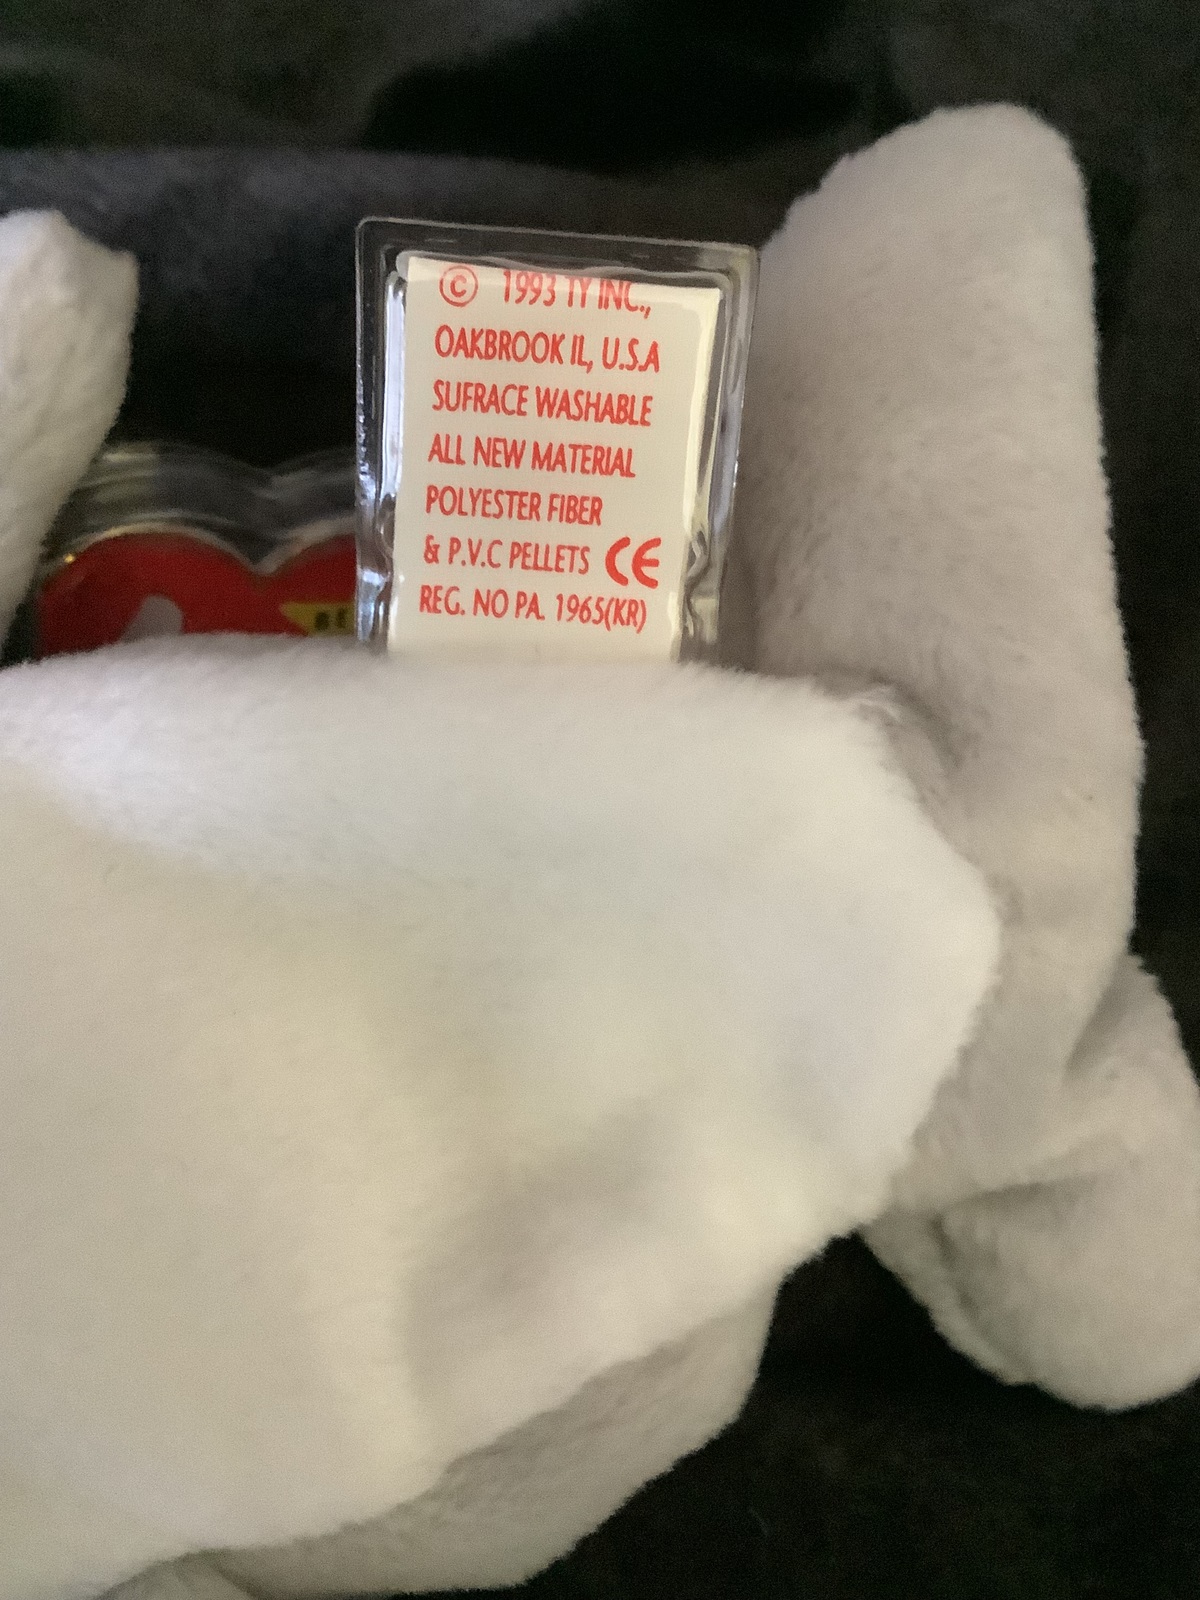 © 1993 TY INC.,
OAKBROOK IL, U.S.A
SUFRACE WASHABLE
ALL NEW MATERIAL
POLYESTER FIBER
& P.V.C PELLETS CE
REG. NO PA. 1965(KR)
BE